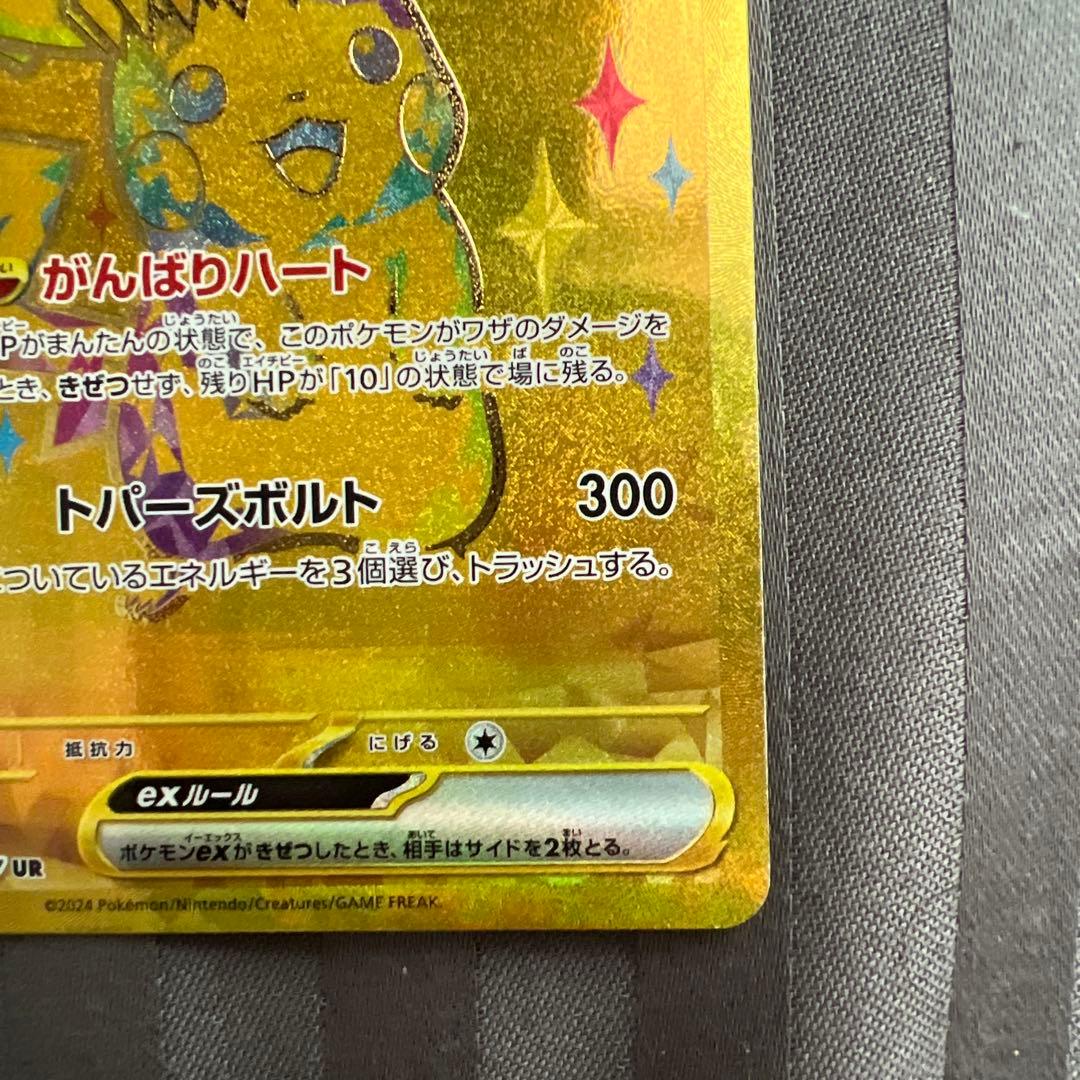 がんばりハート
Pがまんたんの状態で、このポケモンがワザのダメージを
とき、きぜつせず、残りHPが「10」の状態で場に残る。
トパーズボルト 300
についているエネルギーを3個選び、トラッシュする。
抵抗力 にげる
exルール
ポケモンexがきぜつしたとき、相手はサイドを2枚とる。
UR
©2024 Pokémon/Nintendo/Creatures/GAME FREAK.